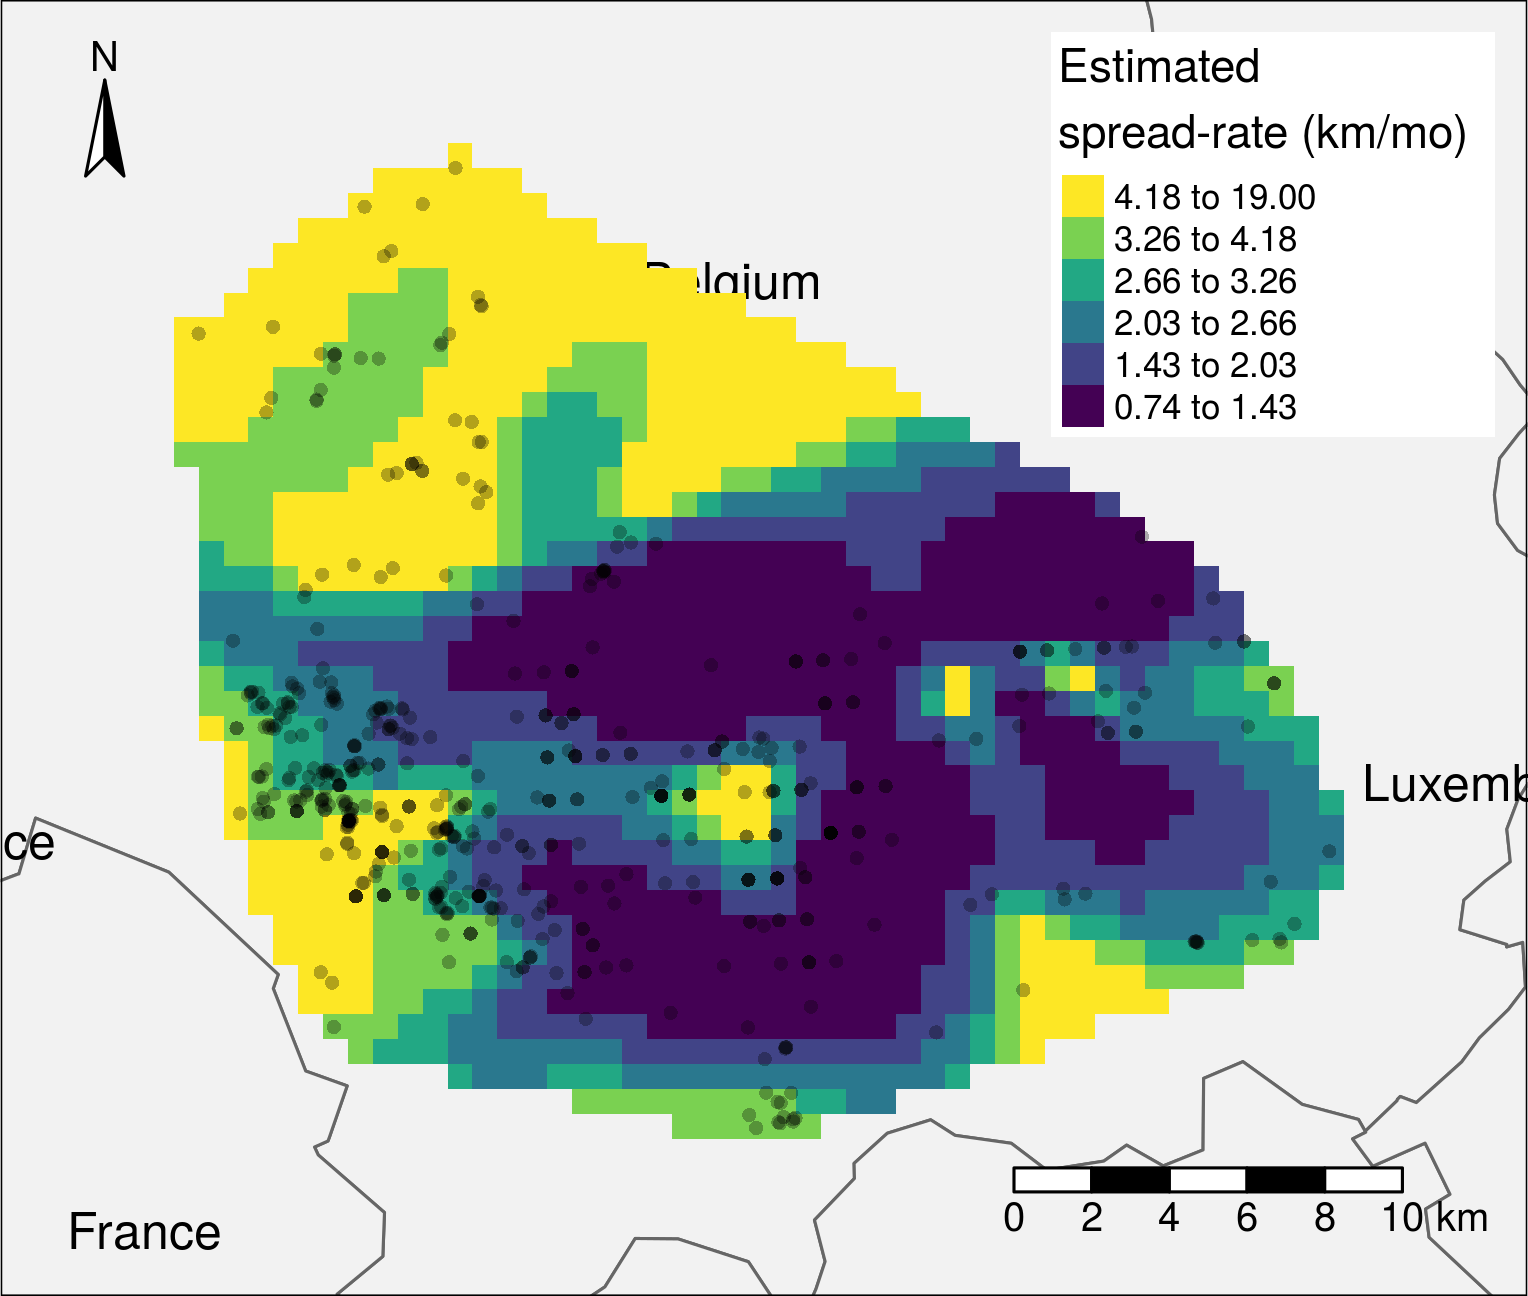 N
Estimated
spread-rate (km/mo)
4.18 to 19.00
3.26 to 4.18
2.66 to 3.26
2.03 to 2.66
1.43 to 2.03
0.74 to 1.43
Belgium
Luxemb
ce
France
0 2 4 6 8 10 km